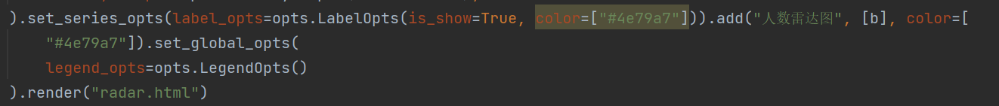 ).set_series_opts(label_opts=opts.LabelOpts(is_show=True, color=["#4e79a7"])).add("人数雷达图", [b], color=[
"#4e79a7"]).set_global_opts(
legend_opts=opts.LegendOpts()
).render("radar.html")